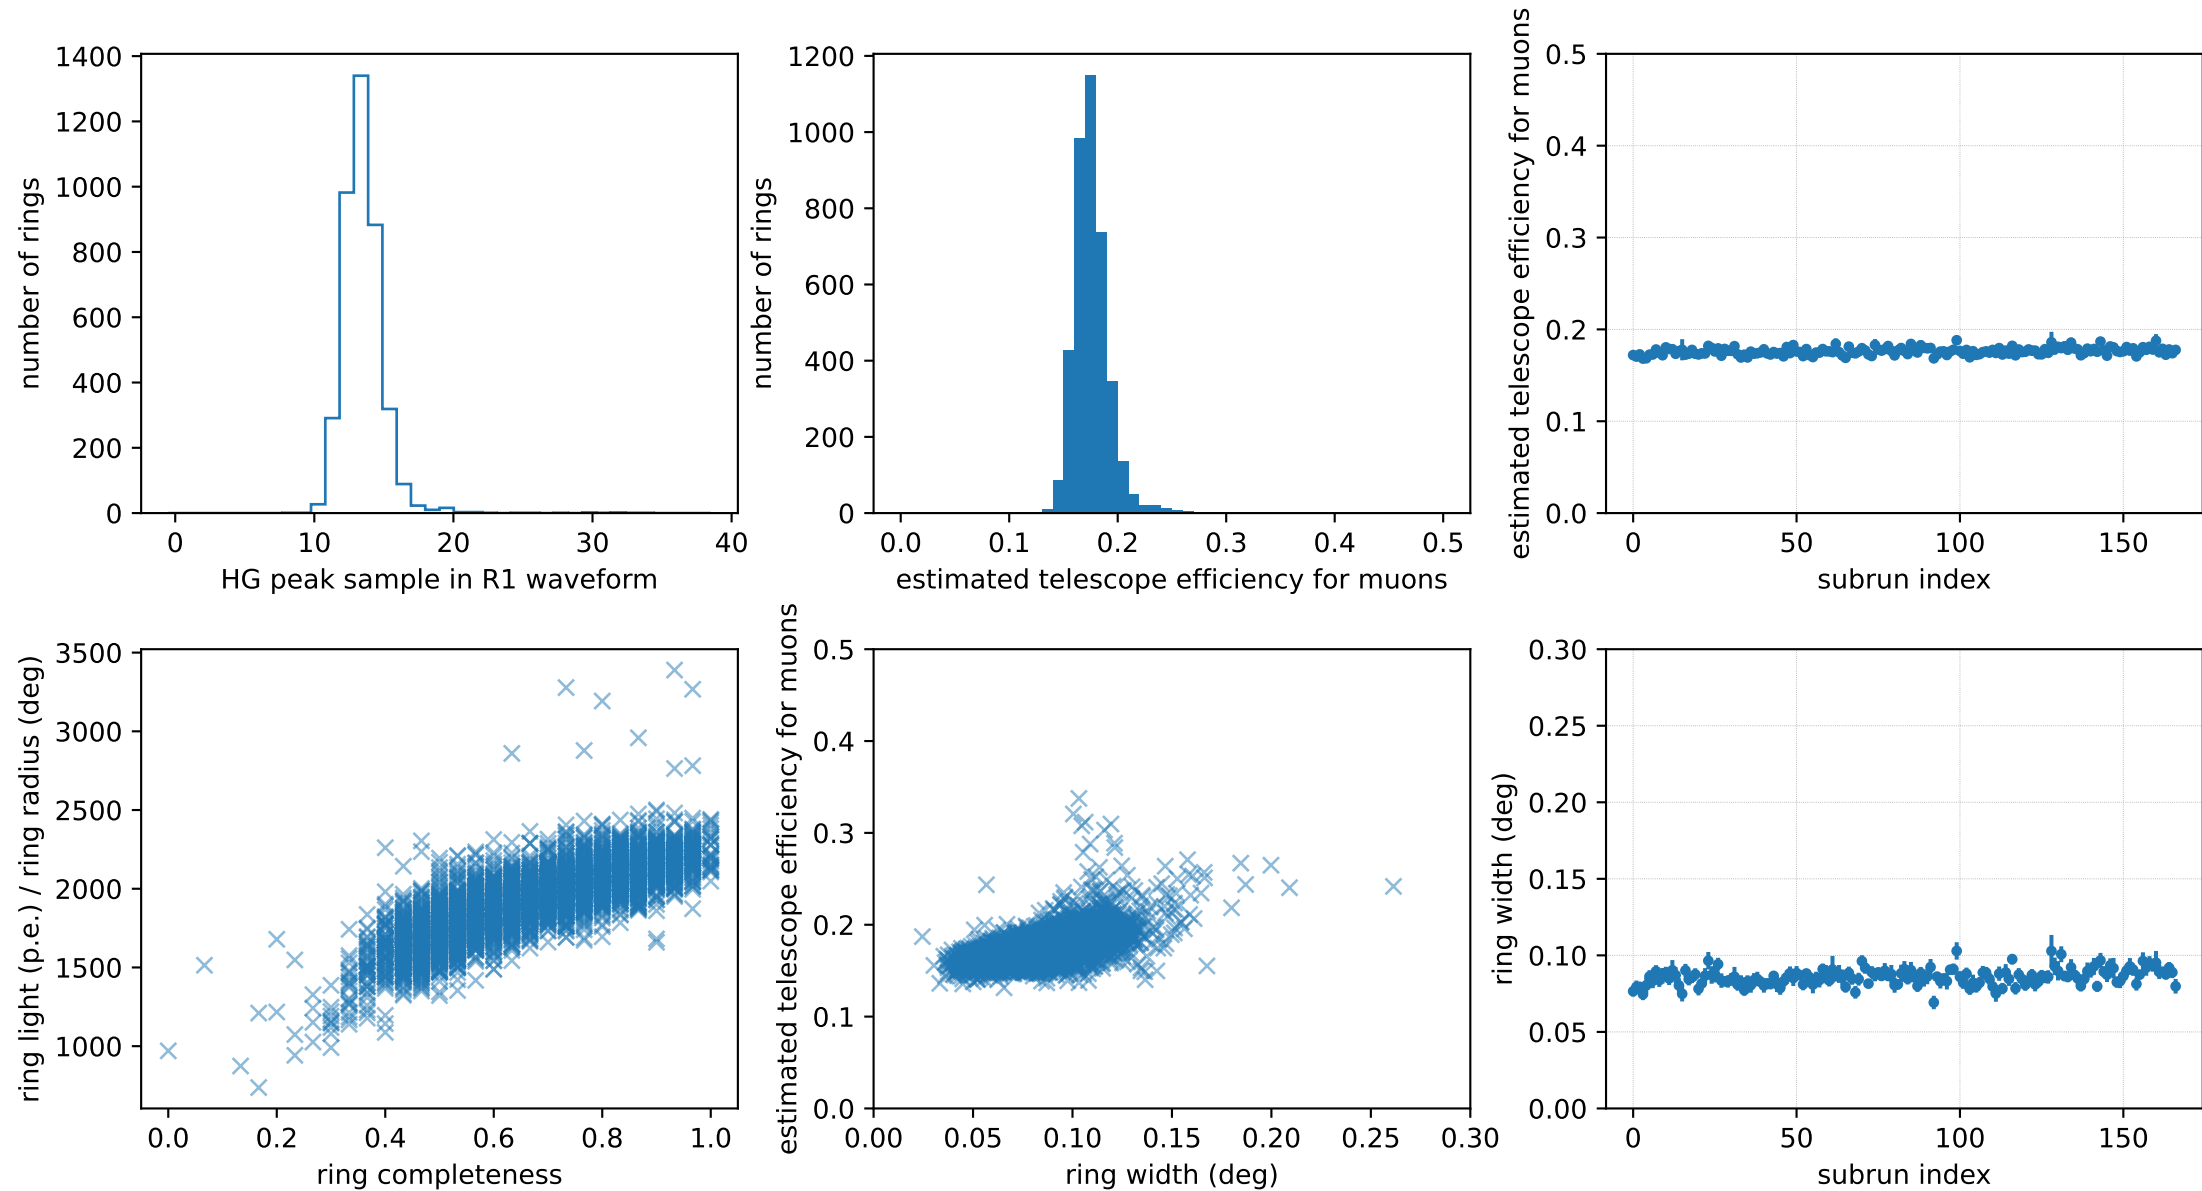 1400
1200
1000
800
600
400
200
0
number of rings
0 10 20 30 40
HG peak sample in R1 waveform
1200
1000
800
600
400
200
0
number of rings
0.0 0.1 0.2 0.3 0.4 0.5
estimated telescope efficiency for muons
0.5
0.4
0.3
0.2
0.1
0.0
estimated telescope efficiency for muons
0 50 100 150
subrun index
3500
3000
2500
2000
1500
1000
ring light (p.e.) / ring radius (deg)
0.0 0.2 0.4 0.6 0.8 1.0
ring completeness
0.5
0.4
0.3
0.2
0.1
0.0
estimated telescope efficiency for muons
0.00 0.05 0.10 0.15 0.20 0.25 0.30
ring width (deg)
0.30
0.25
0.20
0.15
0.10
0.05
0.00
ring width (deg)
0 50 100 150
subrun index